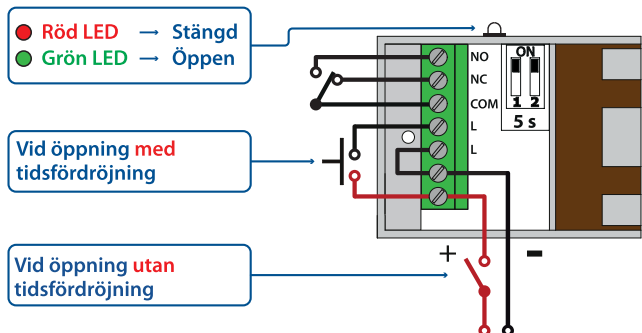 Röd LED → Stängd
Grön LED → Öppen
NO
NC
COM
L
L
ON
1 2
5 s
Vid öppning med
tidsfördröjning
Vid öppning utan
tidsfördröjning
+ -